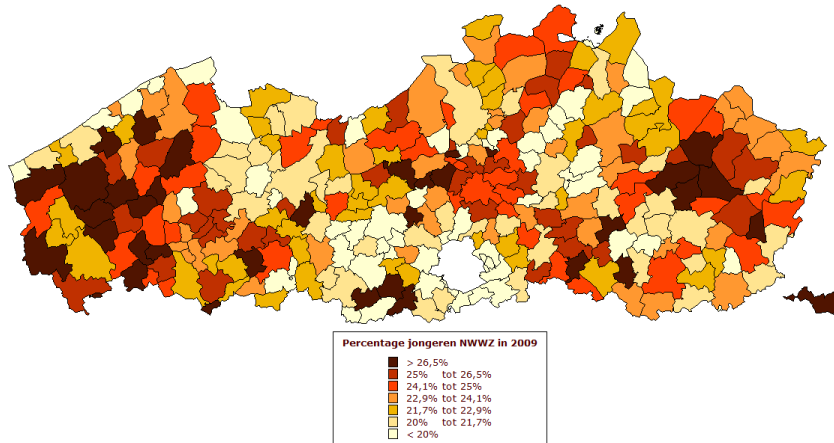 Percentage jongeren NWWZ in 2009
> 26,5%
25% tot 26,5%
24,1% tot 25%
22,9% tot 24,1%
21,7% tot 22,9%
20% tot 21,7%
< 20%